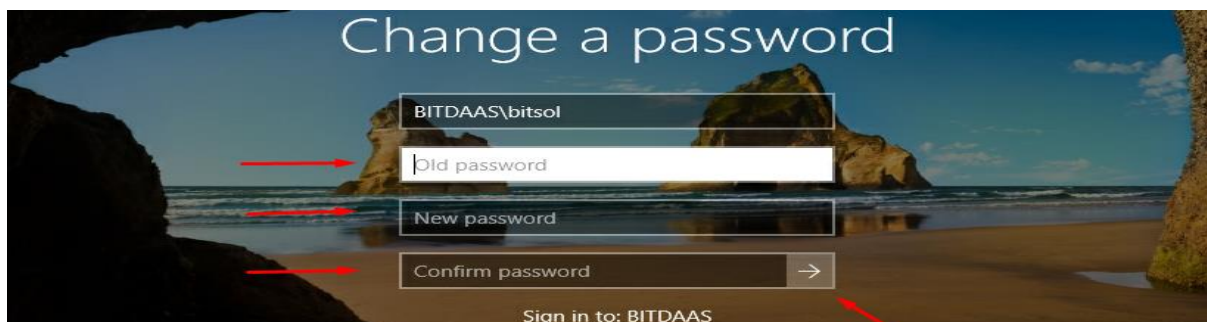 Change a password
BITDAAS\bitsol
Old password
New password
Confirm password
Sign in to: BITDAAS